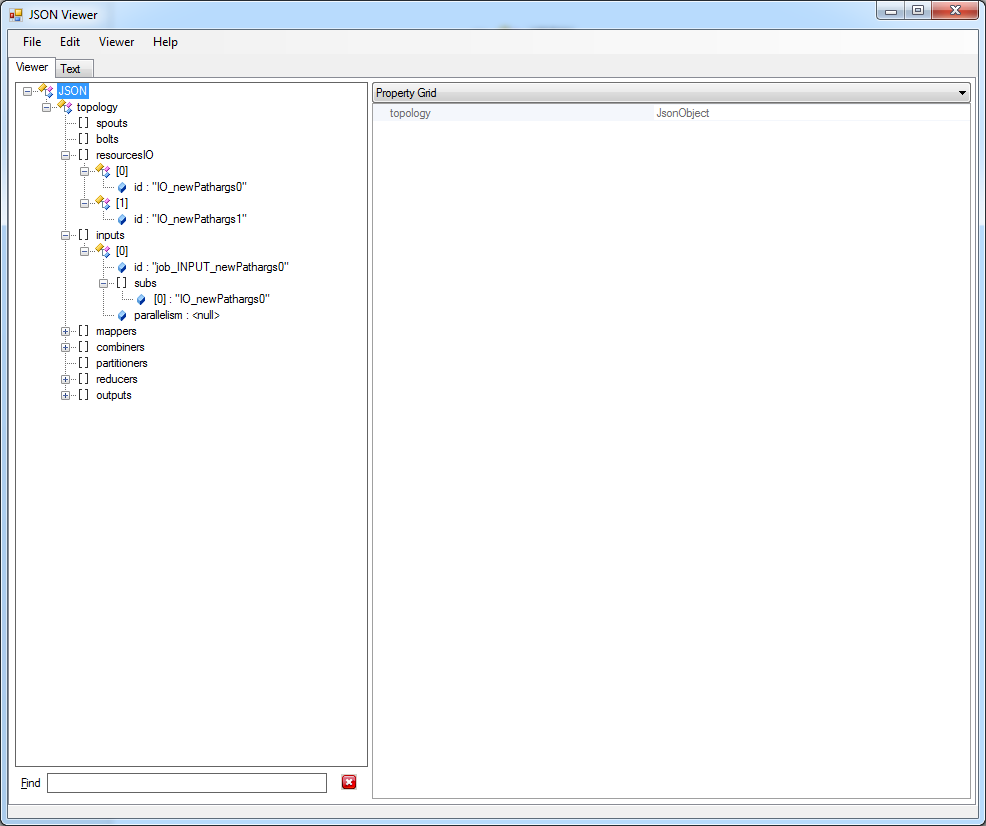 JSON Viewer
File Edit Viewer Help
Viewer Text
JSON
topology
[ ] spouts
[ ] bolts
[ ] resourcesIO
[0]
id : "IO_newPathargs0"
[1]
id : "IO_newPathargs1"
[ ] inputs
[0]
id : "job_INPUT_newPathargs0"
[ ] subs
[0] : "IO_newPathargs0"
parallelism : <null>
[ ] mappers
[ ] combiners
[ ] partitioners
[ ] reducers
[ ] outputs
Find
Property Grid
topology JsonObject